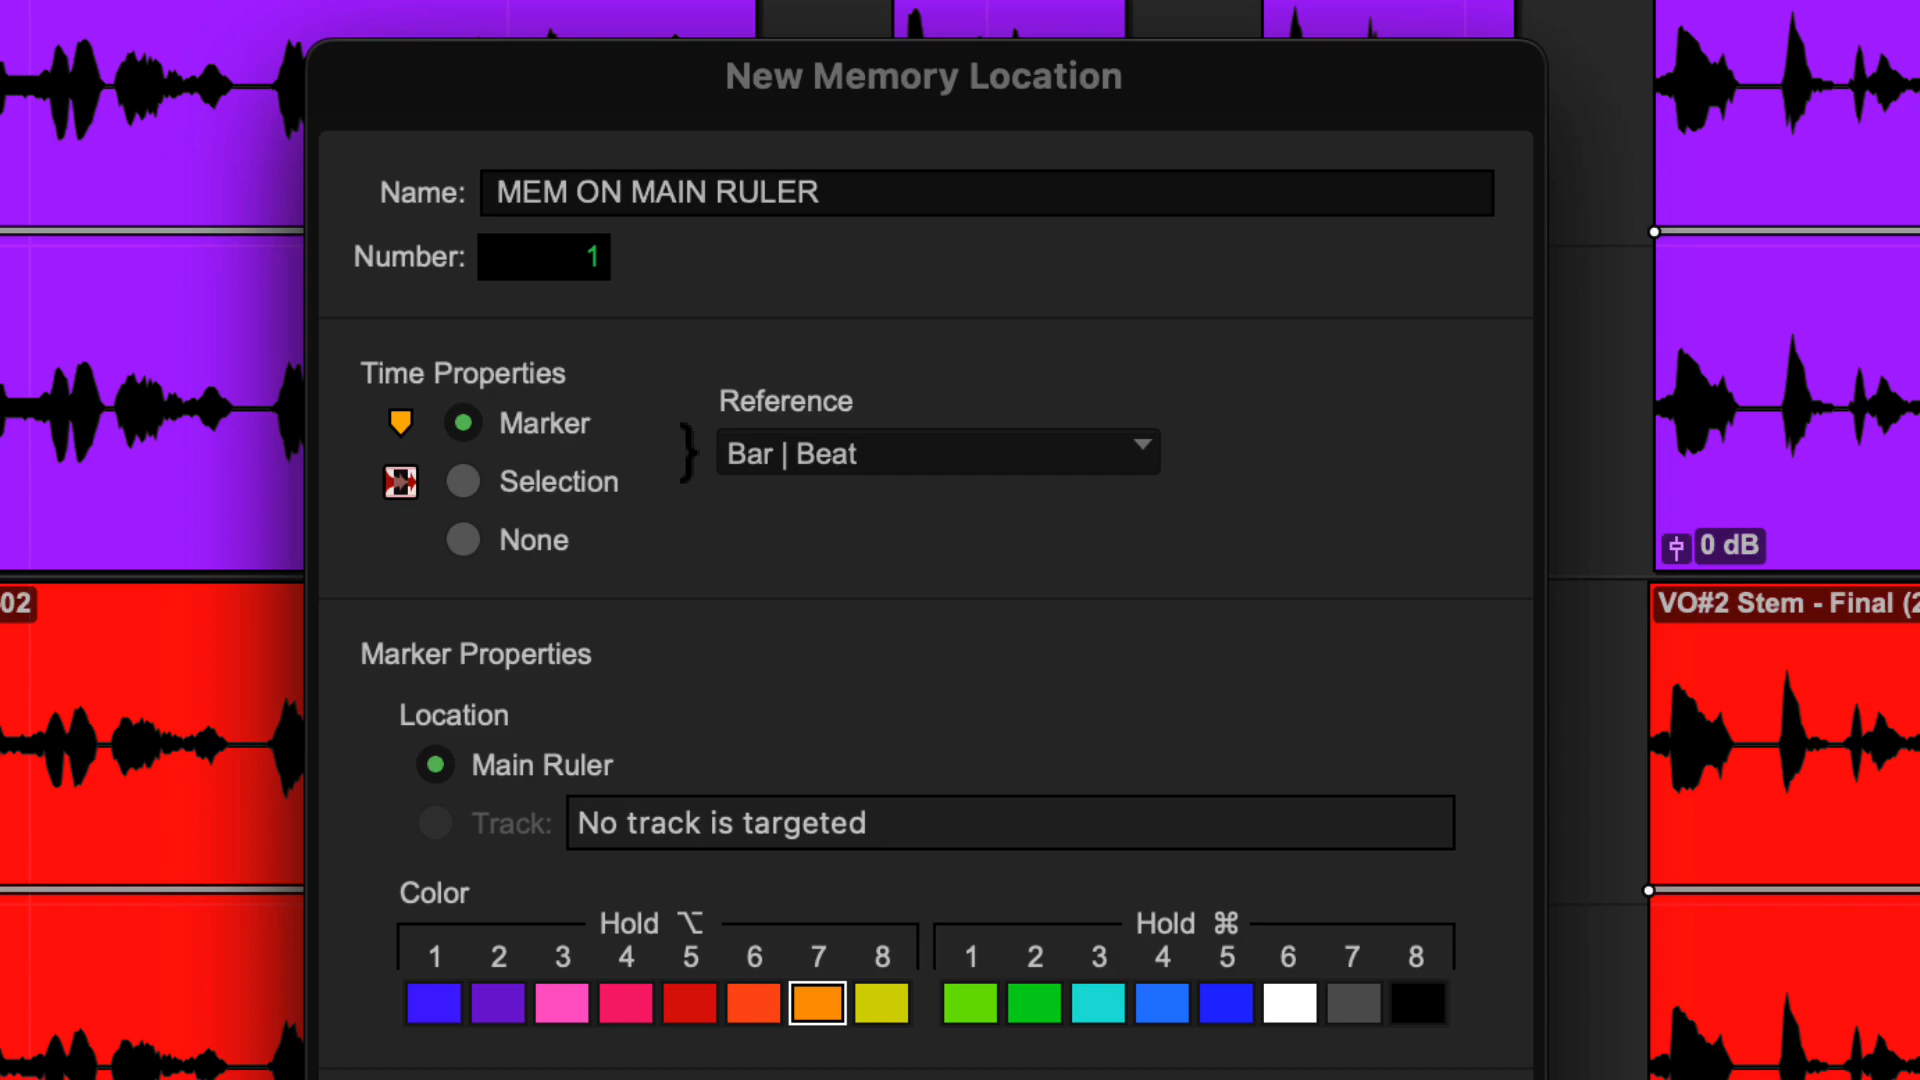 New Memory Location
Name: MEM ON MAIN RULER
Number: 1
Time Properties
Marker
Selection
None
Reference
Bar | Beat
0 dB
02
VO#2 Stem - Final (2
Marker Properties
Location
Main Ruler
Track: No track is targeted
Color
Hold ⌥ Hold ⌘
1 2 3 4 5 6 7 8 1 2 3 4 5 6 7 8